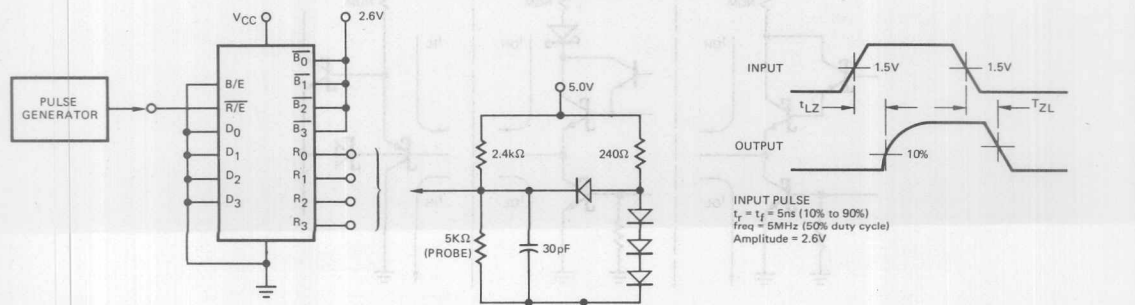 V_CC
2.6V
PULSE
GENERATOR
B/E
R/E
D0
D1
D2
D3
B0
B1
B2
B3
R0
R1
R2
R3
5.0V
2.4kΩ
240Ω
5KΩ
(PROBE)
30pF
INPUT
1.5V
1.5V
tLZ
TZL
OUTPUT
10%
INPUT PULSE
tr = tf = 5ns (10% to 90%)
freq = 5MHz (50% duty cycle)
Amplitude = 2.6V